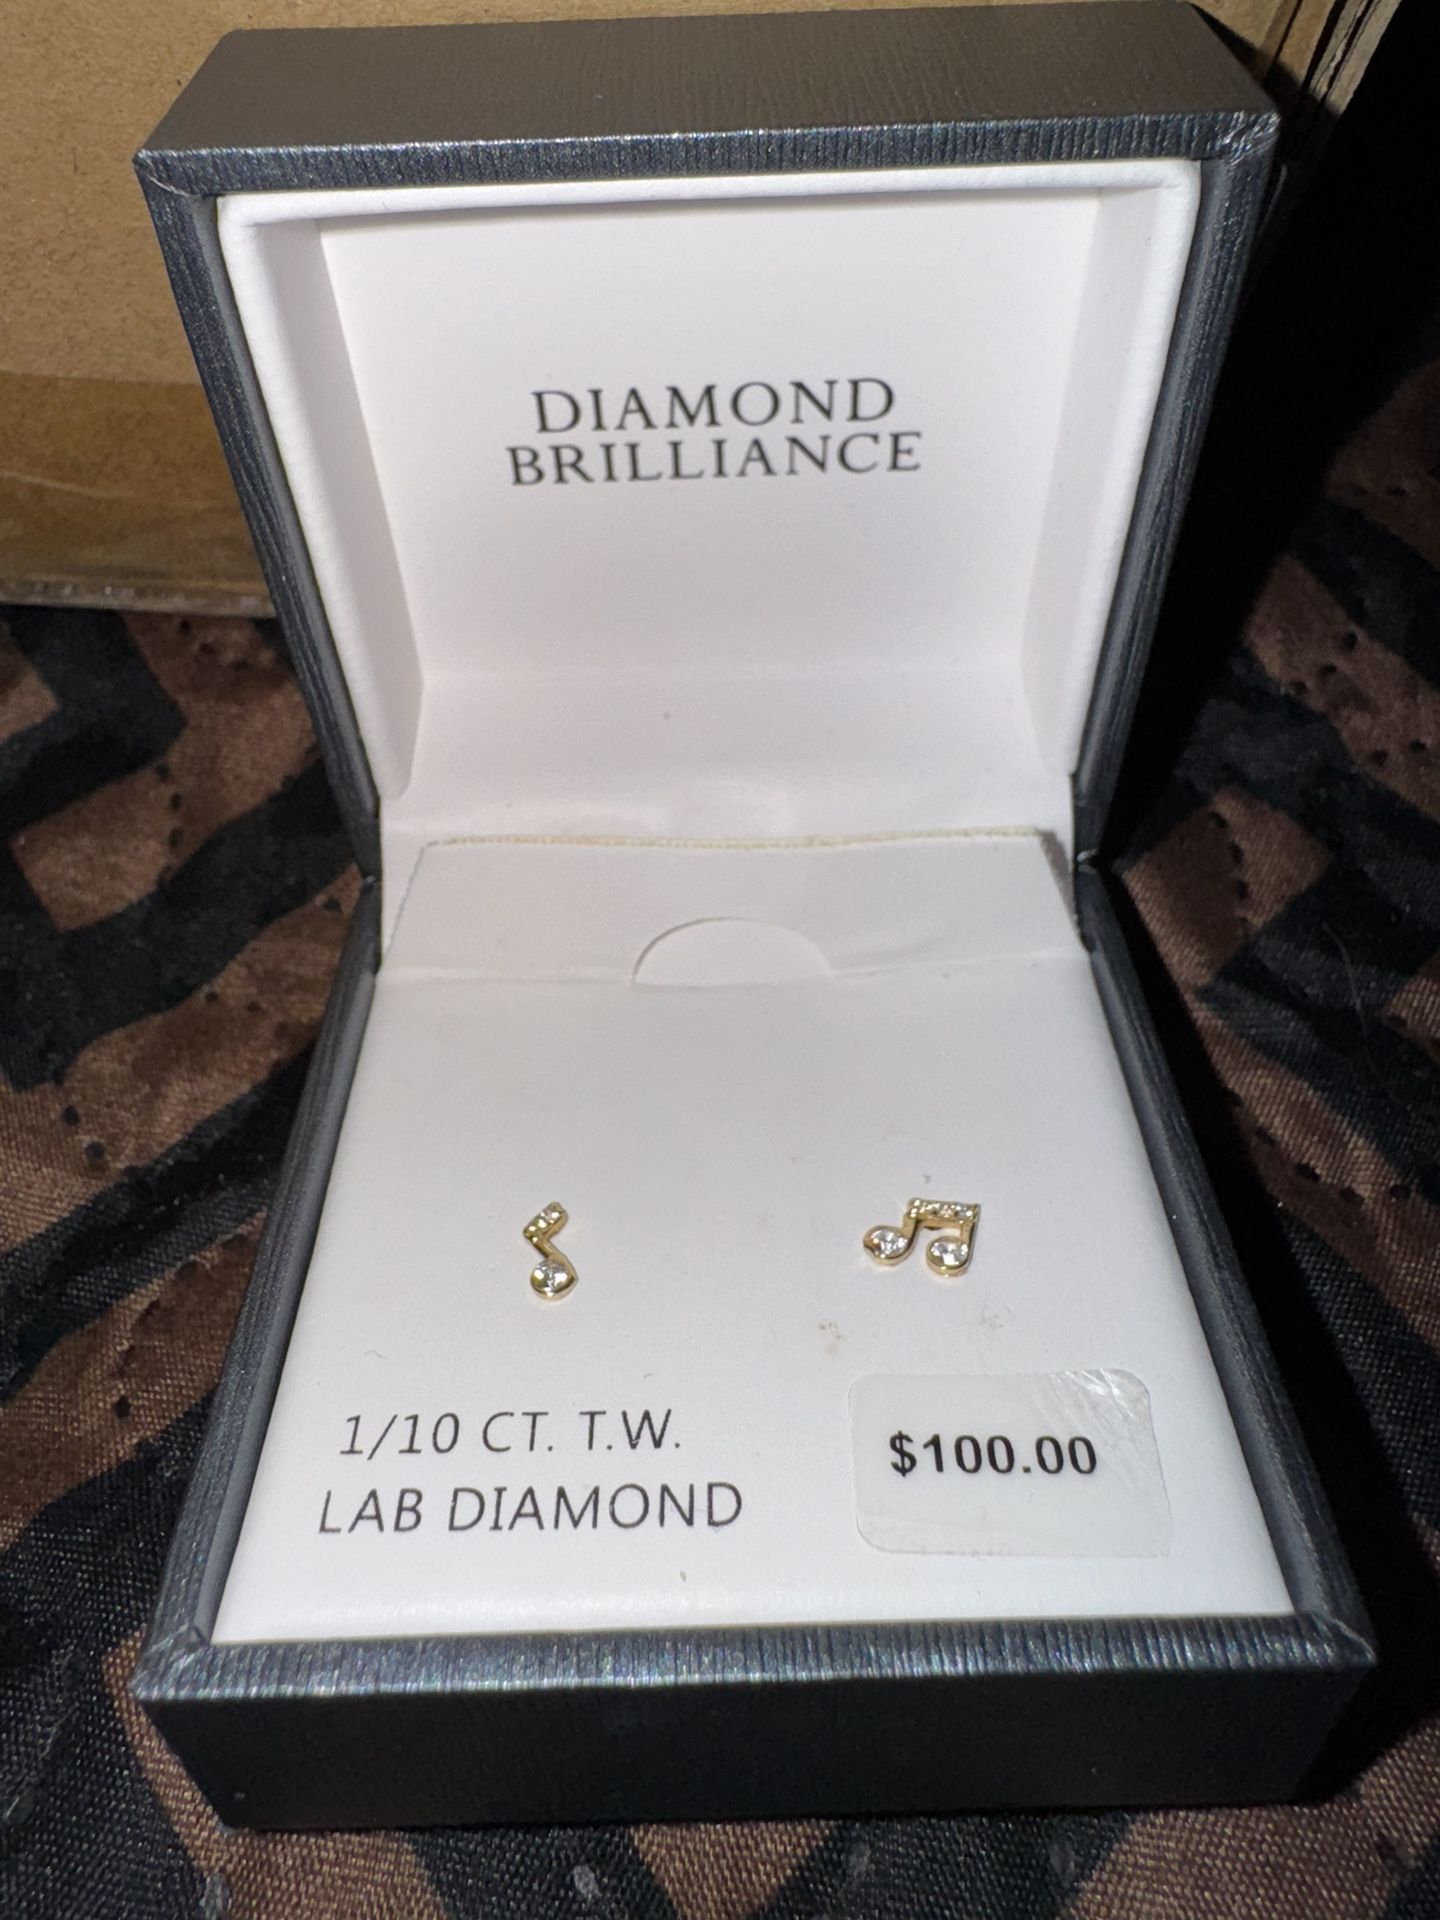 DIAMOND
BRILLIANCE
1/10 CT. T.W.
LAB DIAMOND
$100.00